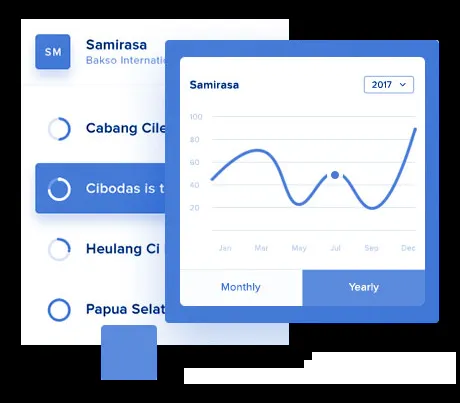 SM
Samirasa
Bakso Internatio
Cabang Cile
Cibodas is t
Heulang Ci
Papua Selat
Samirasa
2017
100
80
60
40
20
Jan
Mar
May
Jul
Sep
Dec
Monthly
Yearly